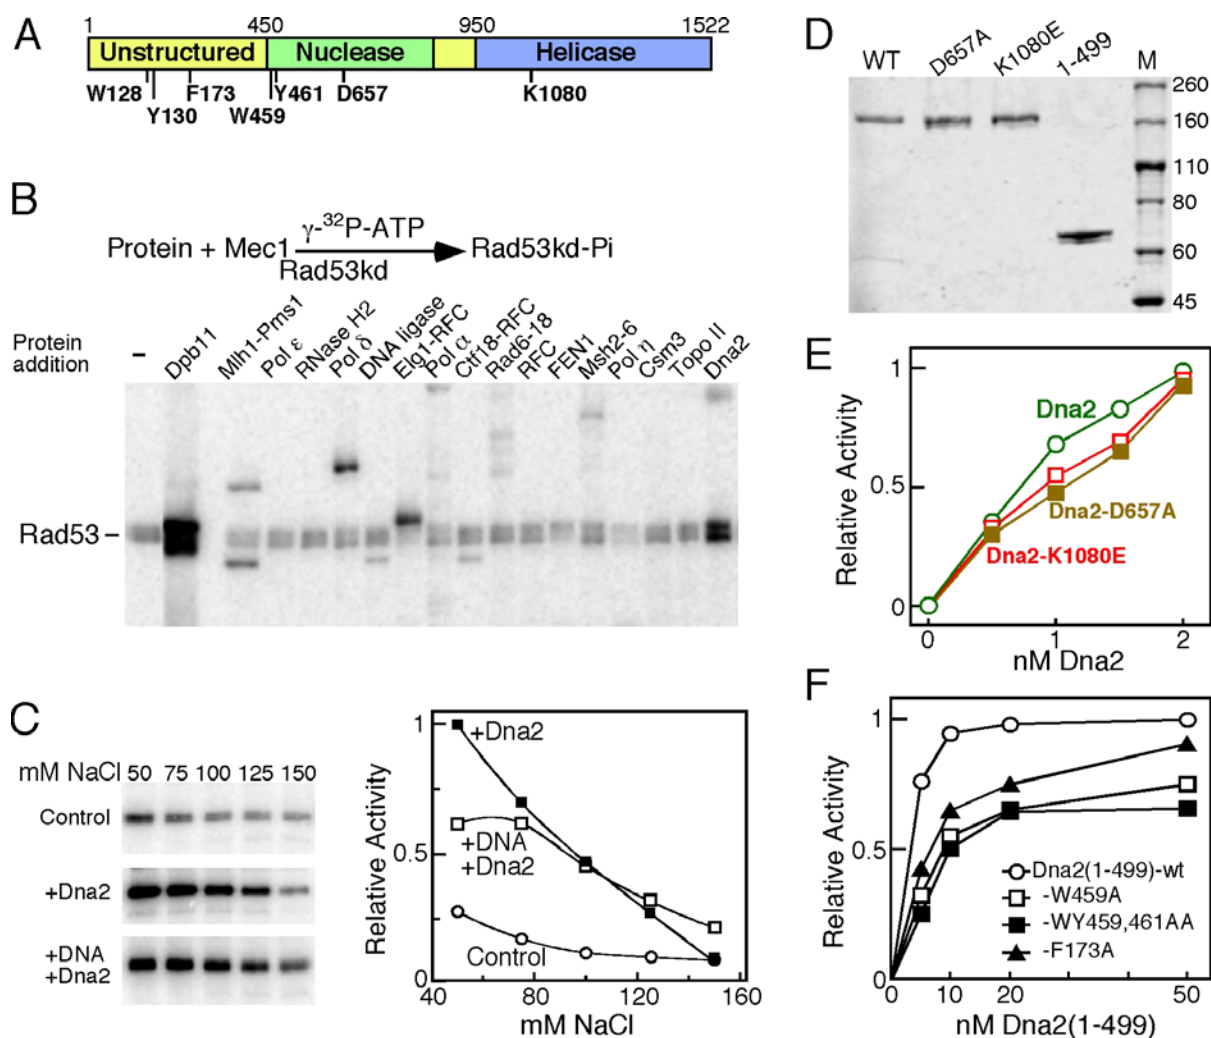 A
1 450 950 1522
Unstructured Nuclease Helicase
W128 F173 Y461 D657 K1080
Y130 W459
B
γ-³²P-ATP
Protein + Mec1 Rad53kd-Pi
Rad53kd
Protein
addition
– Dpb11 Mlh1-Pms1 Pol ε RNase H2 Pol δ DNA ligase Elg1-RFC Pol α Ctf18-RFC Rad6-18 RFC FEN1 Msh2-6 Pol η Csm3 Topo II Dna2
Rad53 –
C
mM NaCl 50 75 100 125 150
Control
+Dna2
+DNA
+Dna2
Relative Activity
1
0.5
0
+Dna2
+DNA
+Dna2
Control
40 80 120 160
mM NaCl
D
WT D657A K1080E 1-499 M
260
160
110
80
60
45
E
Relative Activity
1
0.5
0
Dna2
Dna2-D657A
Dna2-K1080E
0 1 2
nM Dna2
F
Relative Activity
1
0.5
0
Dna2(1-499)-wt
-W459A
-WY459,461AA
-F173A
0 10 20 50
nM Dna2(1-499)